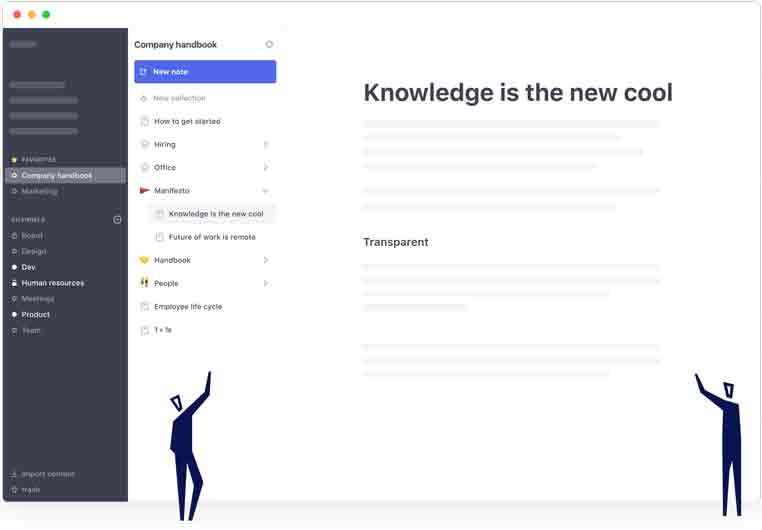 FAVORITES
Company handbook
Marketing
CHANNELS
Board
Design
Dev
Human resources
Meetings
Product
Team
Import content
Trash
Company handbook
New note
New collection
How to get started
Hiring
Office
Manifesto
Knowledge is the new cool
Future of work is remote
Handbook
People
Employee life cycle
Knowledge is the new cool
Transparent